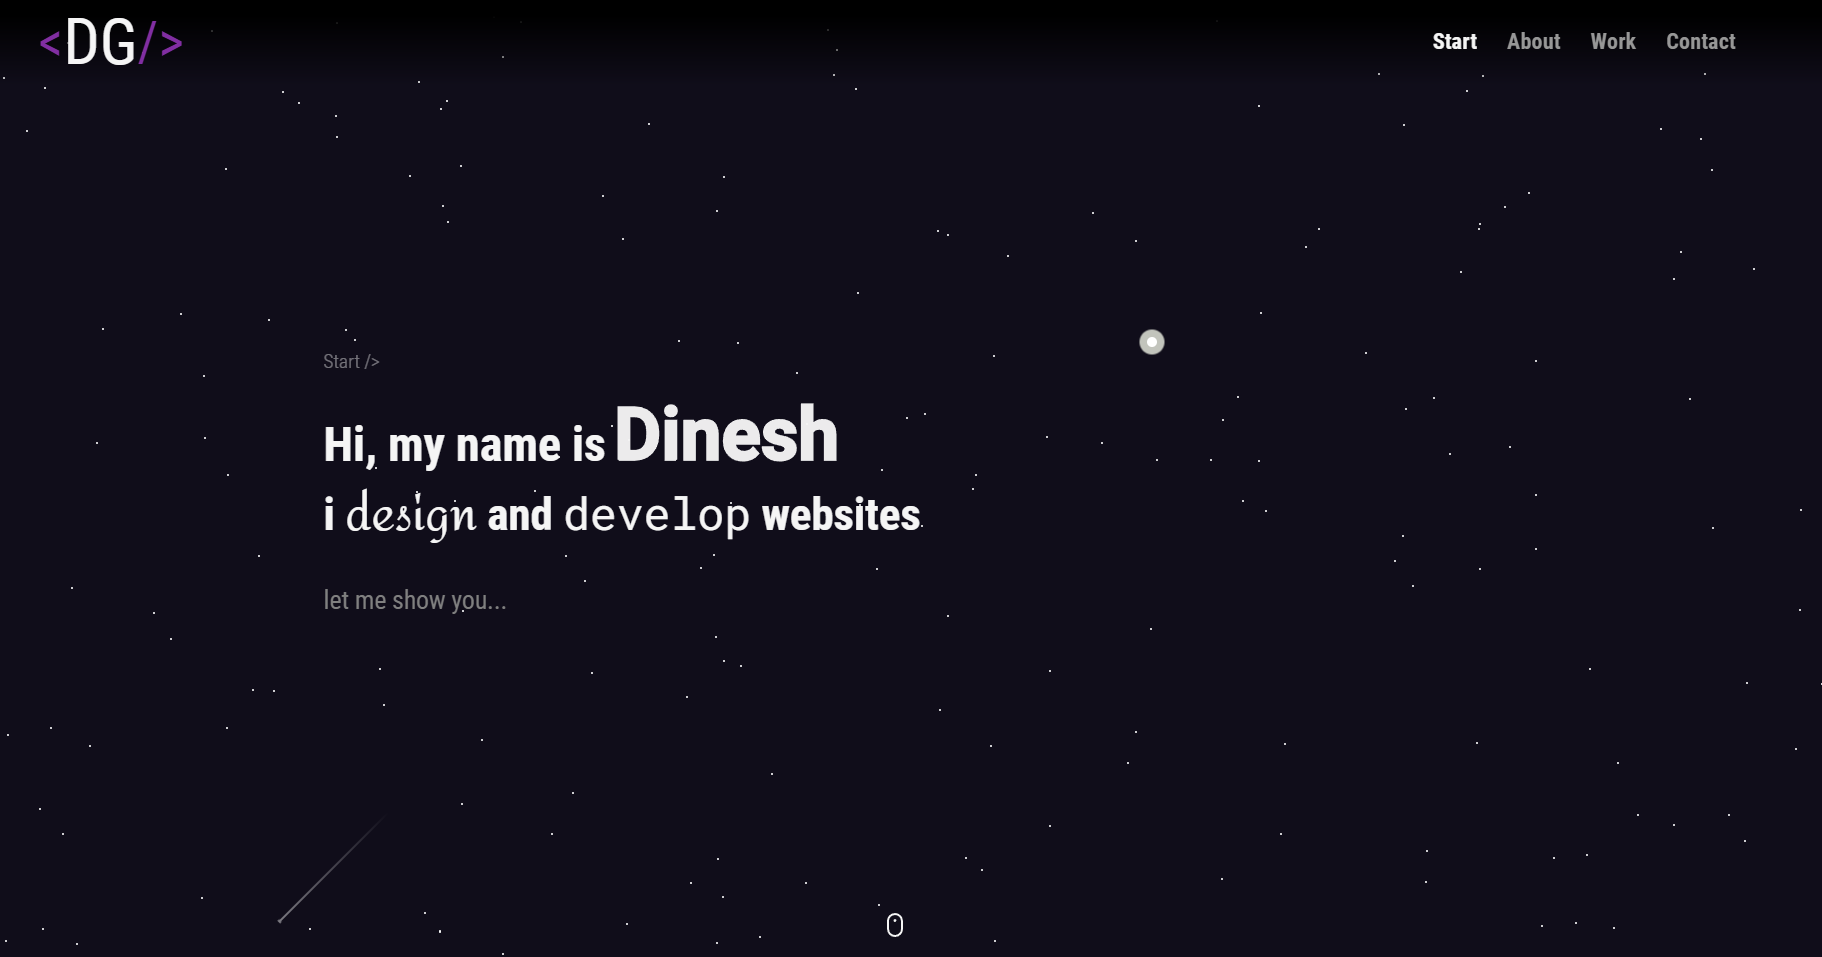 <DG/>
Start About Work Contact
Start />
Hi, my name is Dinesh
i design and develop websites
let me show you...